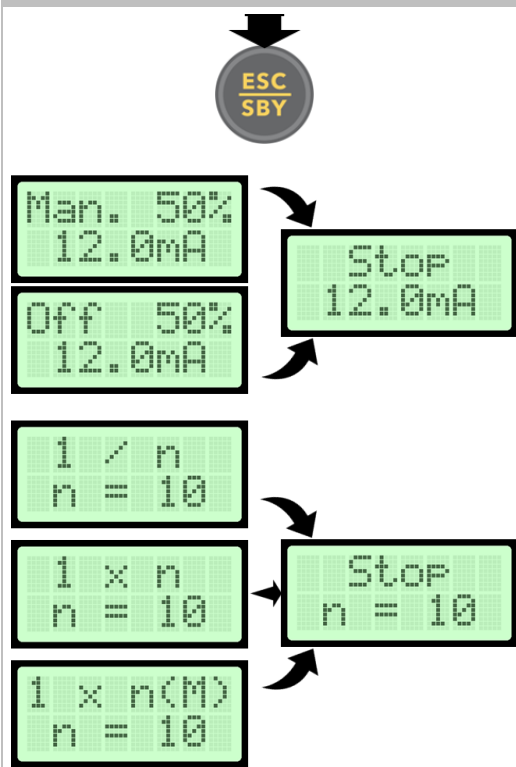 ESC
SBY
Man. 50%
12.0mA
Off 50%
12.0mA
Stop
12.0mA
1 / n
n = 10
1 x n
n = 10
1 x n(M)
n = 10
Stop
n = 10